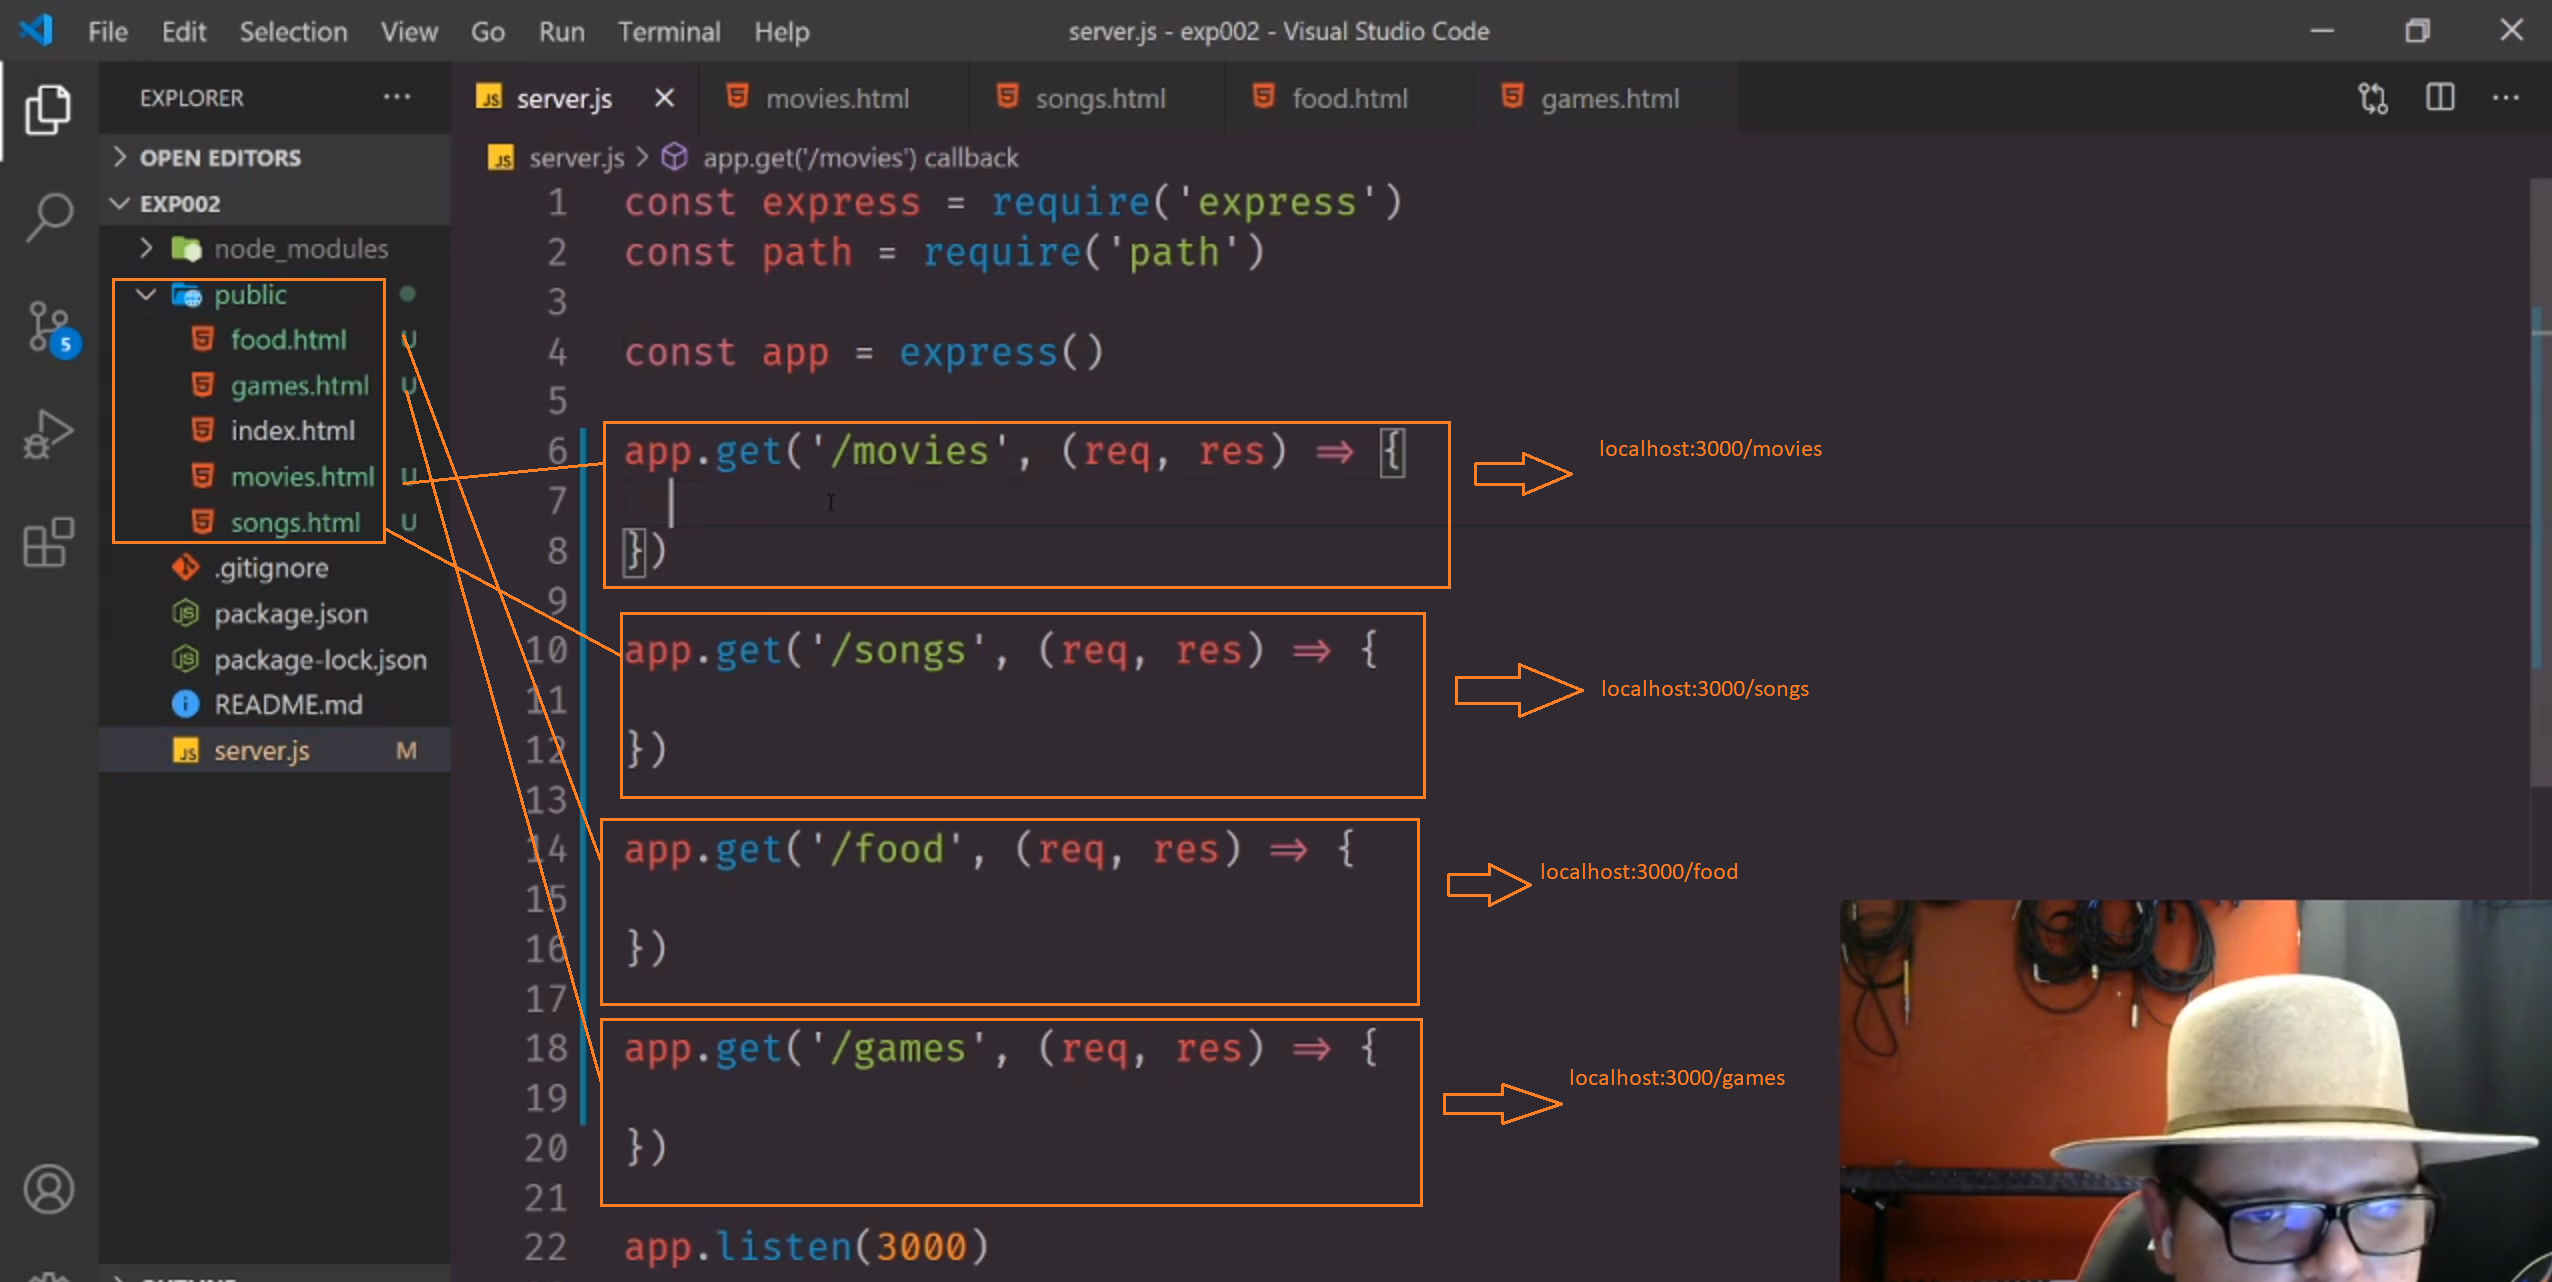 File Edit Selection View Go Run Terminal Help server.js - exp002 - Visual Studio Code
EXPLORER
server.js movies.html songs.html food.html games.html
OPEN EDITORS
server.js > app.get('/movies') callback
EXP002
node_modules
public
food.html U
games.html U
index.html
movies.html U
songs.html U
.gitignore
package.json
package-lock.json
README.md
server.js M
5
1 const express = require('express')
2 const path = require('path')
3
4 const app = express()
5
6 app.get('/movies', (req, res) => {
7
8 })
9
10 app.get('/songs', (req, res) => {
11
12 })
13
14 app.get('/food', (req, res) => {
15
16 })
17
18 app.get('/games', (req, res) => {
19
20 })
21
22 app.listen(3000)
localhost:3000/movies
localhost:3000/songs
localhost:3000/food
localhost:3000/games